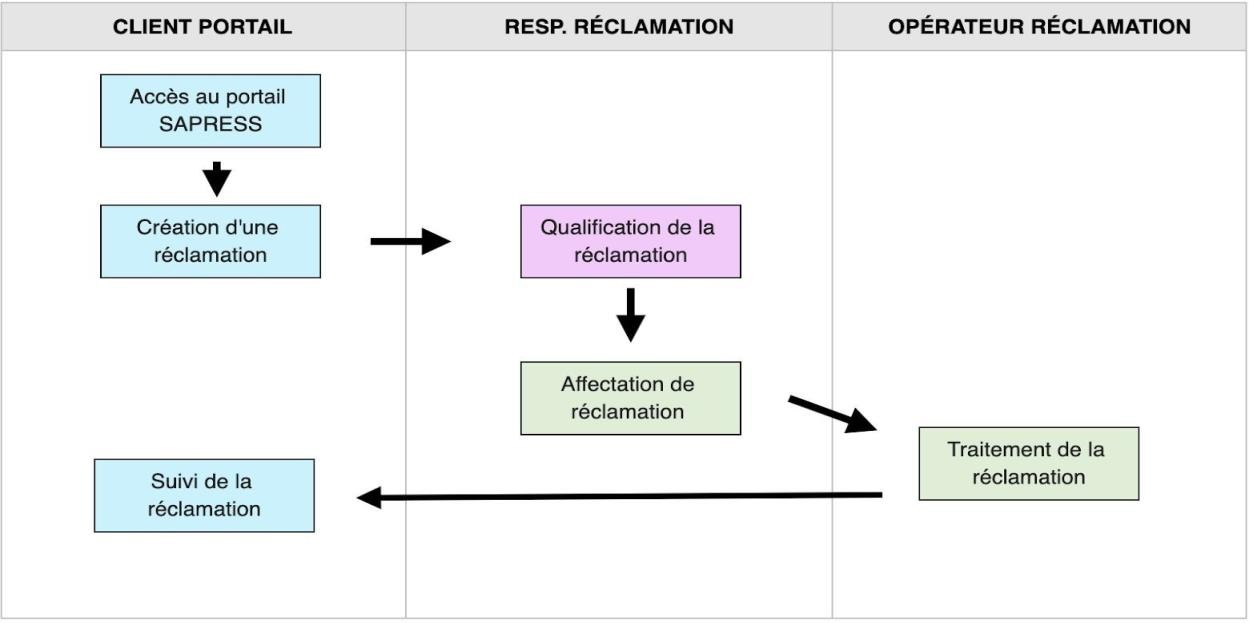 CLIENT PORTAIL
RESP. RÉCLAMATION
OPÉRATEUR RÉCLAMATION
Accès au portail
SAPRESS
Création d'une
réclamation
Qualification de la
réclamation
Affectation de
réclamation
Traitement de la
réclamation
Suivi de la
réclamation